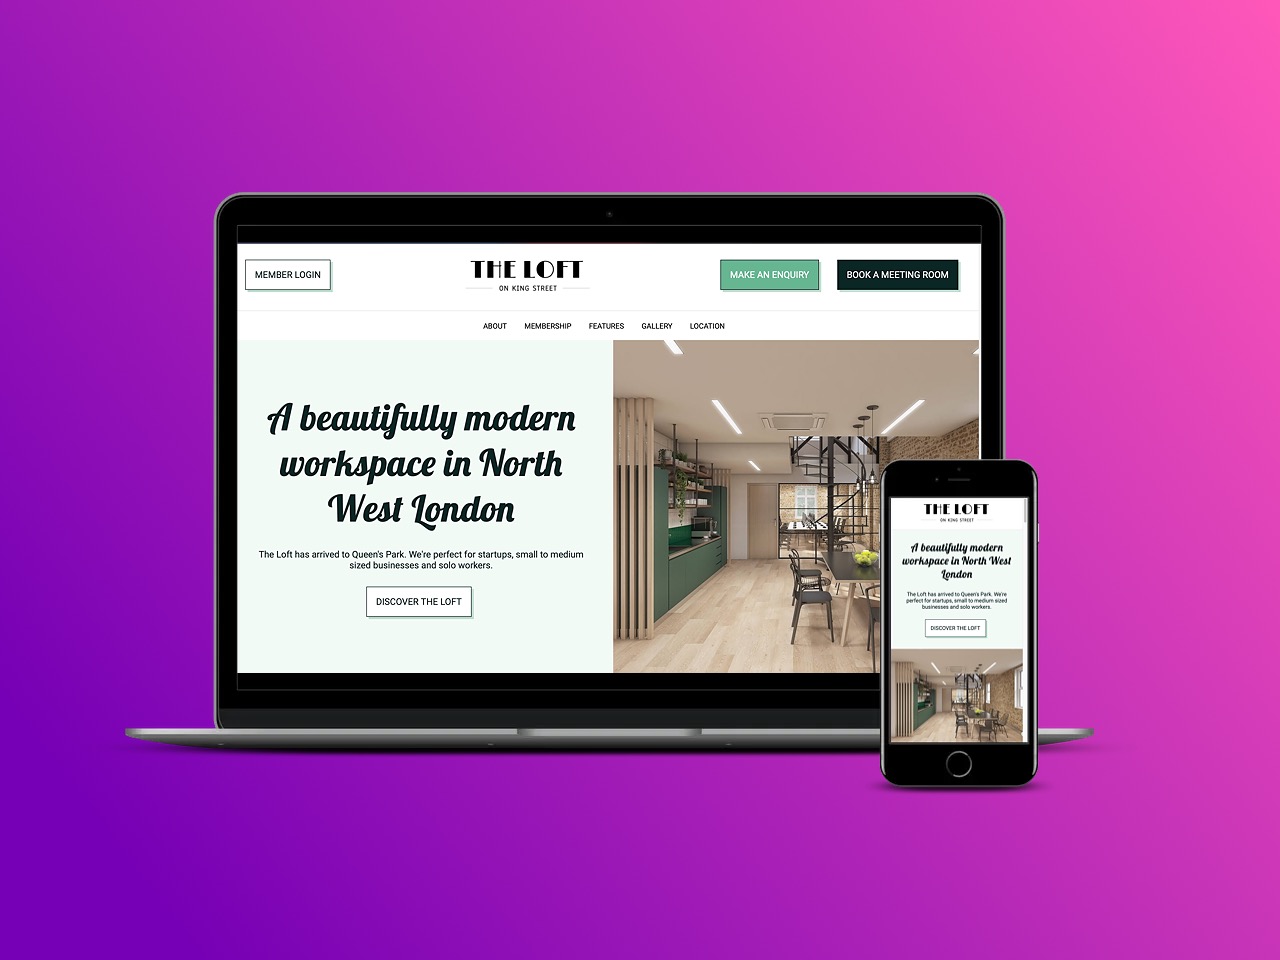 MEMBER LOGIN
THE LOFT
ON KING STREET
MAKE AN ENQUIRY
BOOK A MEETING ROOM
ABOUT MEMBERSHIP FEATURES GALLERY LOCATION
A beautifully modern
workspace in North
West London
The Loft has arrived to Queen's Park. We're perfect for startups, small to medium
sized businesses and solo workers.
DISCOVER THE LOFT
THE LOFT
ON KING STREET
A beautifully modern
workspace in North West
London
The Loft has arrived to Queen's Park. We're
perfect for startups, small to medium sized
businesses and solo workers.
DISCOVER THE LOFT